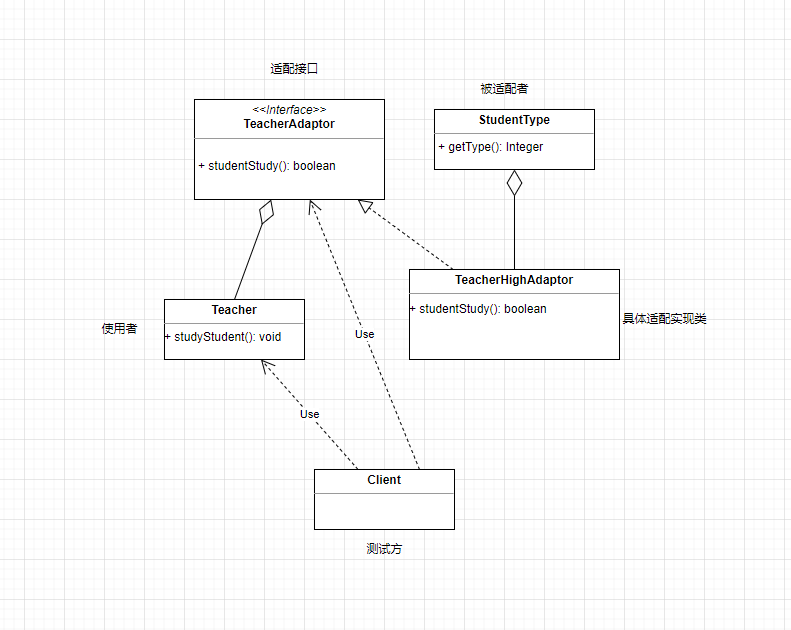 适配接口
<<Interface>>
TeacherAdaptor
+ studentStudy(): boolean
被适配者
StudentType
+ getType(): Integer
使用者
Teacher
+ studyStudent(): void
TeacherHighAdaptor
+ studentStudy(): boolean
具体适配实现类
Use
Use
Client
测试方